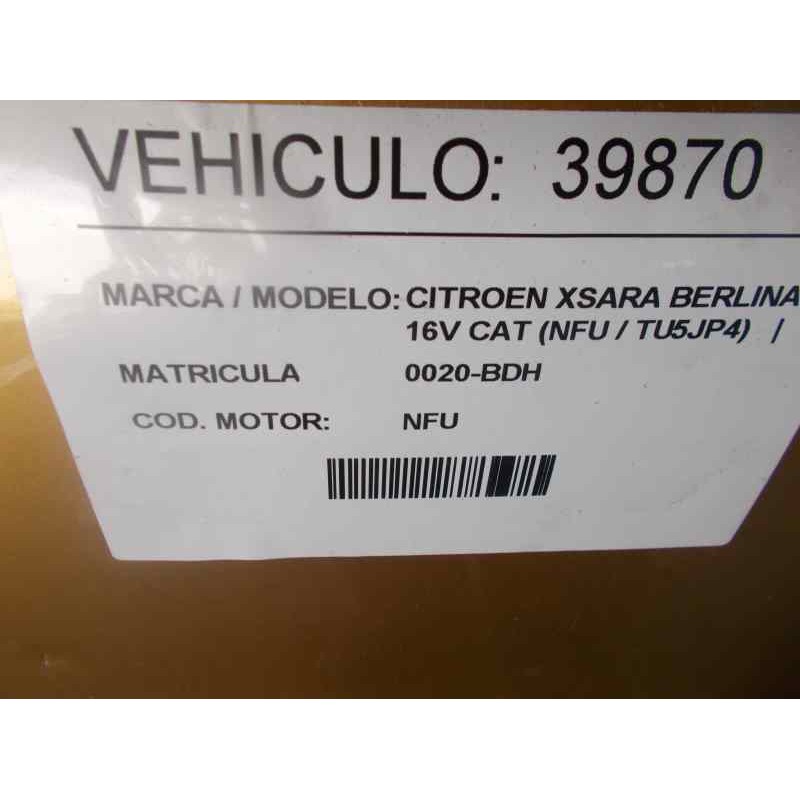 VEHICULO: 39870
MARCA / MODELO: CITROEN XSARA BERLINA
16V CAT (NFU / TU5JP4) |
MATRICULA 0020-BDH
COD. MOTOR: NFU